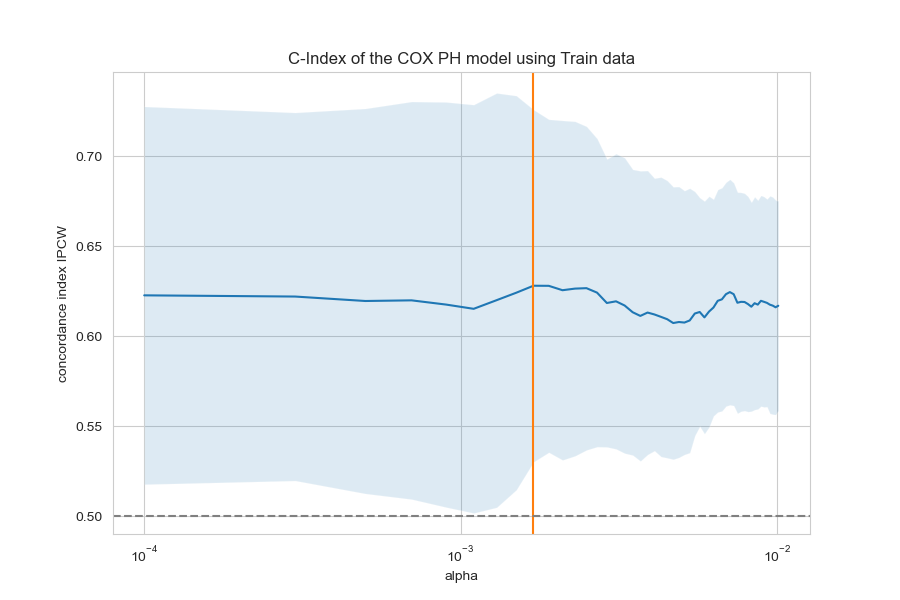 C-Index of the COX PH model using Train data
concordance index IPCW
0.70
0.65
0.60
0.55
0.50
10⁻⁴
10⁻³
10⁻²
alpha